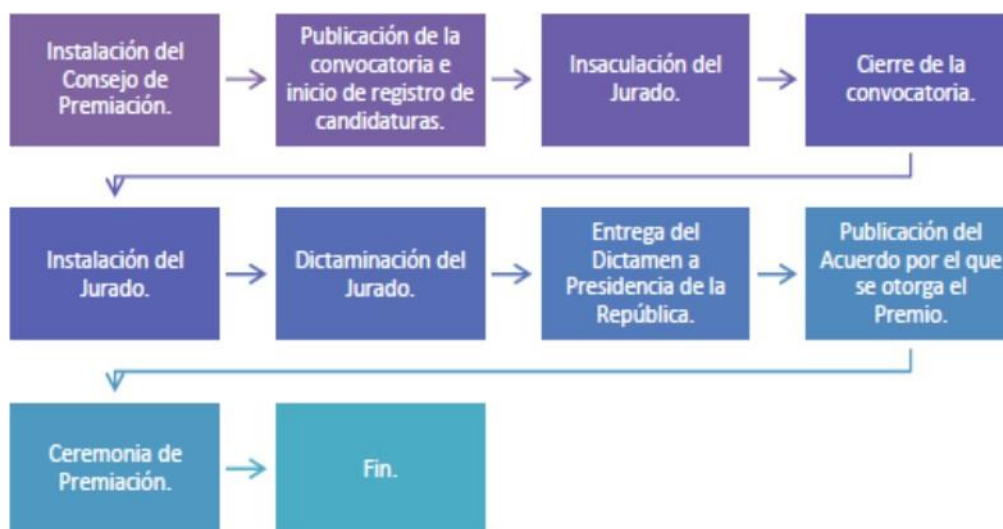 Instalación del
Consejo de
Premiación.
Publicación de la
convocatoria e
inicio de registro de
candidaturas.
Insaculación del
Jurado.
Cierre de la
convocatoria.
Instalación del
Jurado.
Dictaminación del
Jurado.
Entrega del
Dictamen a
Presidencia de la
República.
Publicación del
Acuerdo por el que
se otorga el
Premio.
Ceremonia de
Premiación.
Fin.